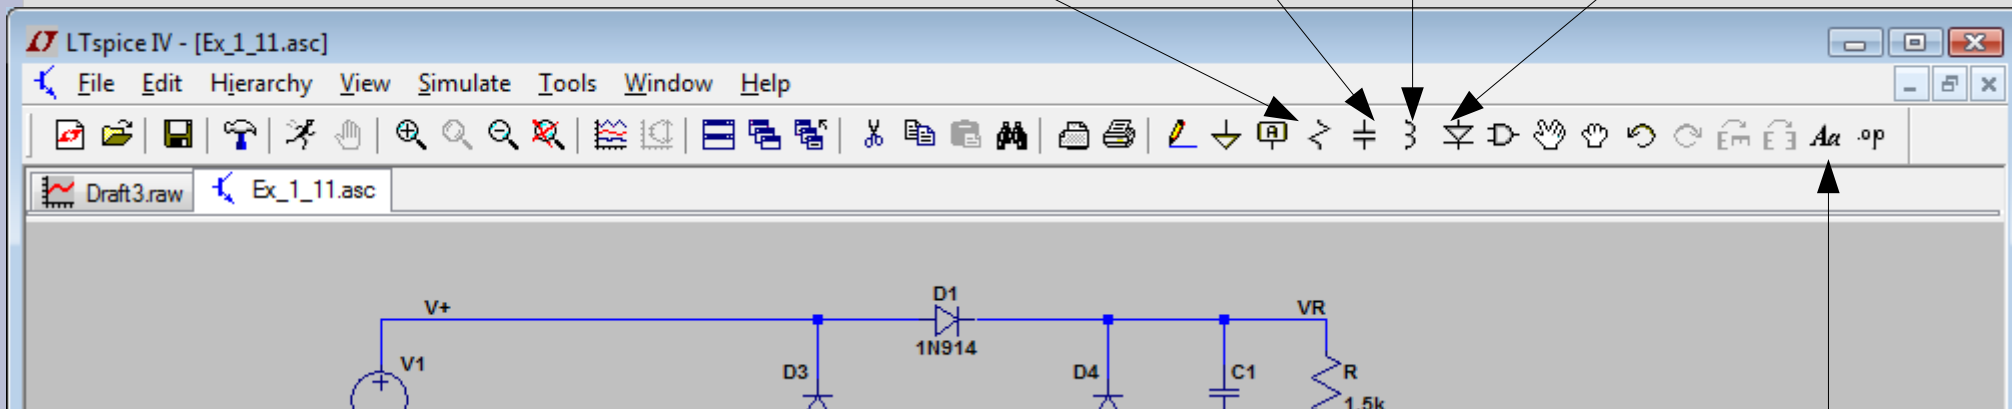 LTspice IV - [Ex_1_11.asc]
File Edit Hierarchy View Simulate Tools Window Help
A Aa .op
Draft3.raw Ex_1_11.asc
D1
V+ VR
1N914
V1 D3 D4 C1 R
1.5k